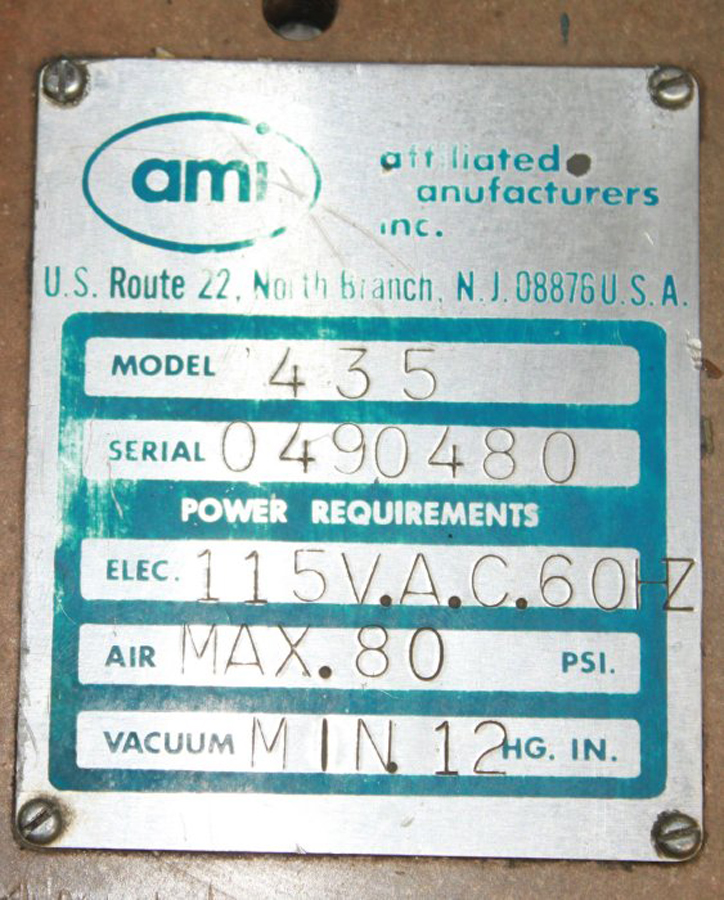 ami
affiliated
anufacturers
inc.
U.S. Route 22, North Branch, N.J. 08876 U.S.A.
MODEL 435
SERIAL 0490480
POWER REQUIREMENTS
ELEC. 115V.A.C.60HZ
AIR MAX.80 PSI.
VACUUM MIN. 12 HG. IN.